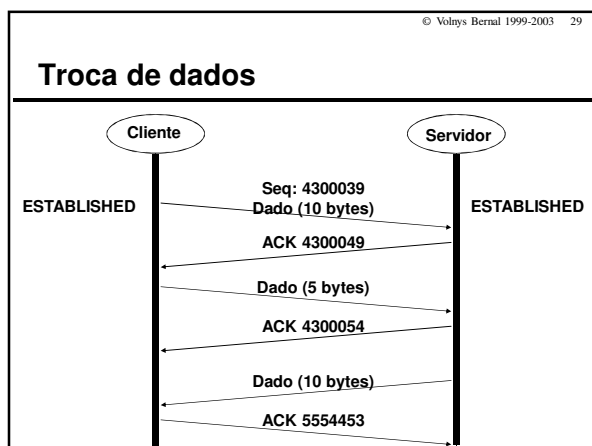 © Volnys Bernal 1999-2003 29
Troca de dados
Cliente
Servidor
Seq: 4300039
ESTABLISHED
Dado (10 bytes)
ESTABLISHED
ACK 4300049
Dado (5 bytes)
ACK 4300054
Dado (10 bytes)
ACK 5554453